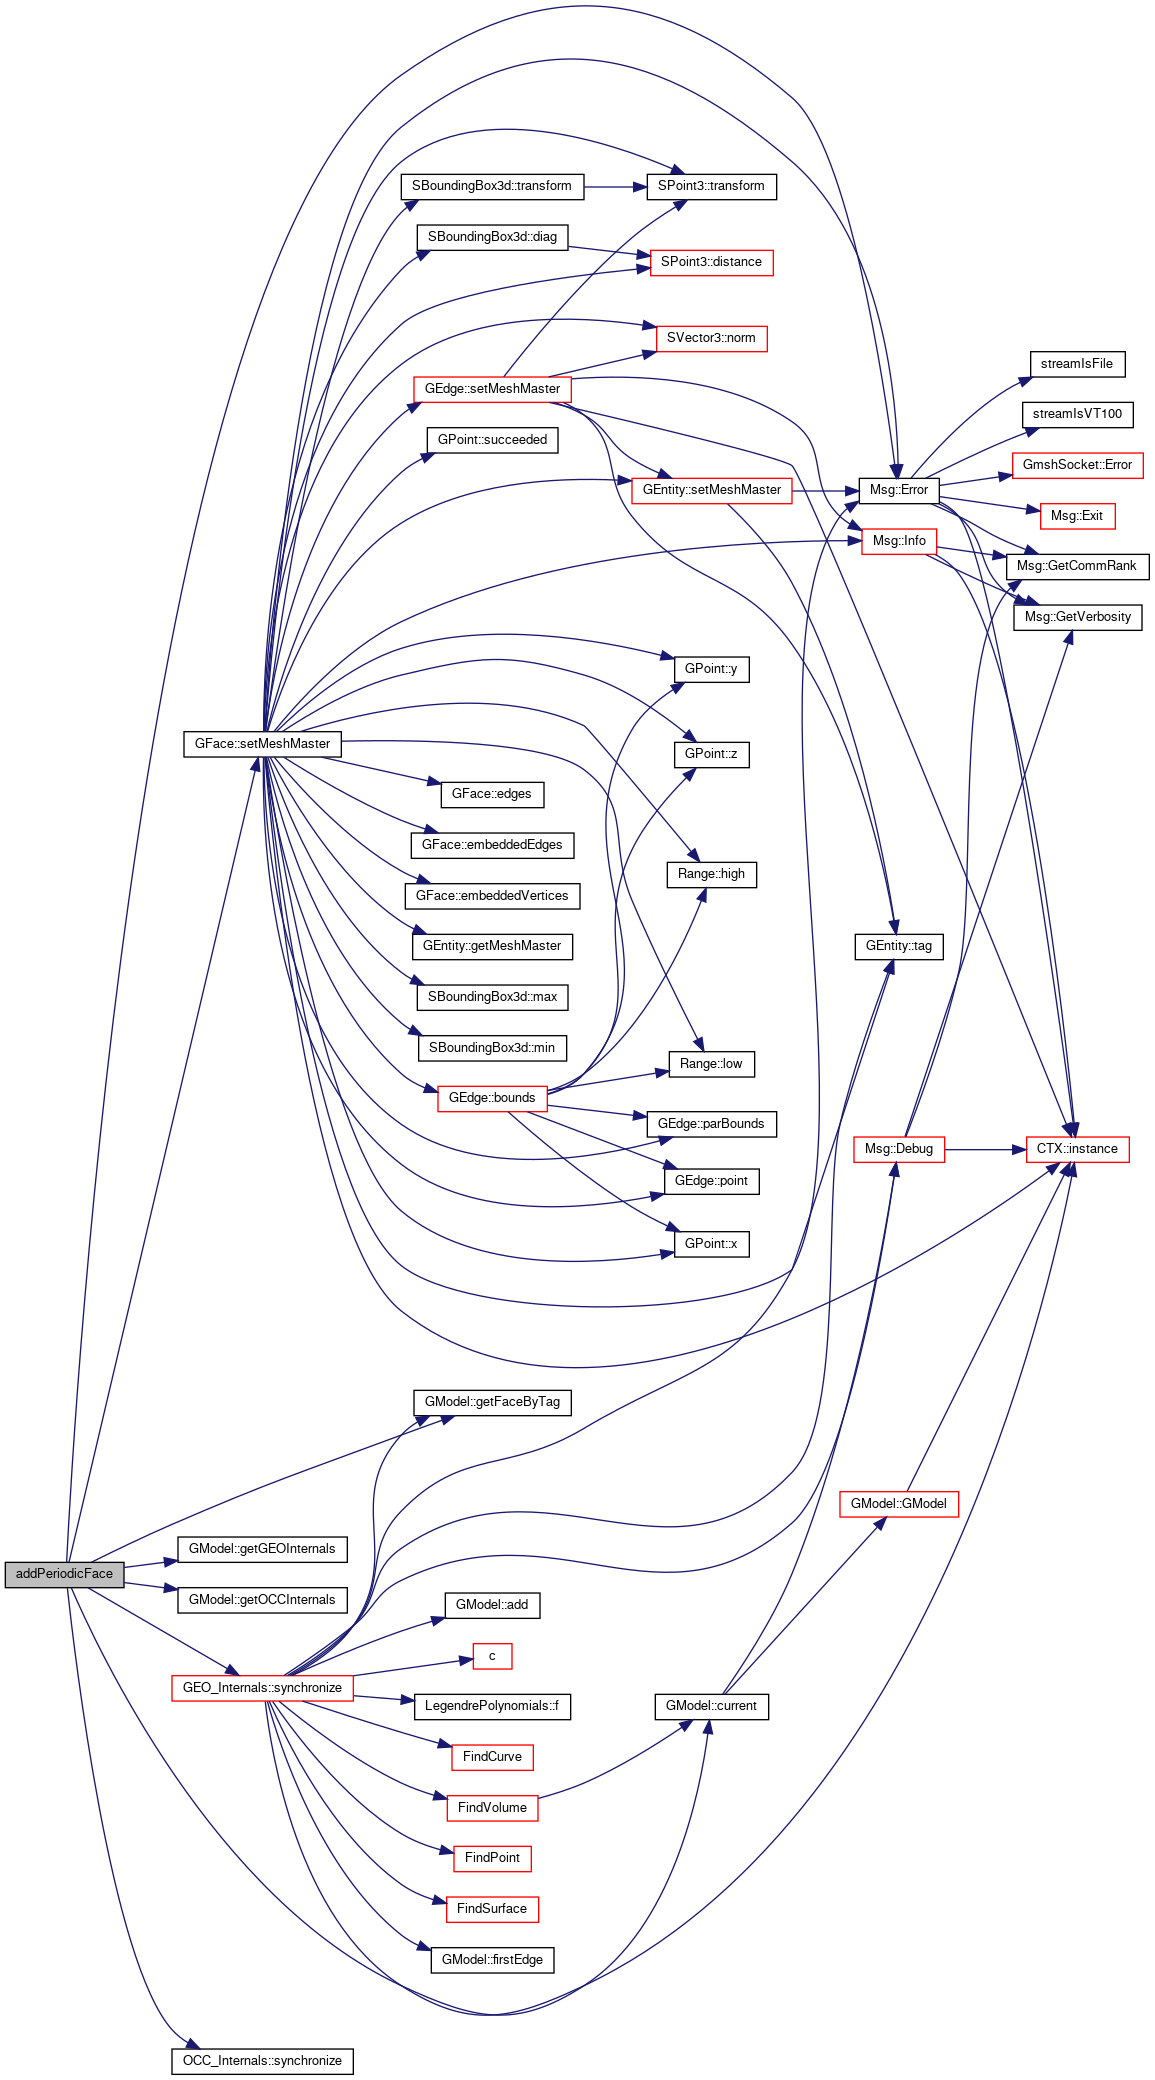 SBoundingBox3d::transform
SPoint3::transform
SBoundingBox3d::diag
SPoint3::distance
SVector3::norm
streamIsFile
GEdge::setMeshMaster
streamIsVT100
GPoint::succeeded
GmshSocket::Error
GEntity::setMeshMaster
Msg::Error
Msg::Exit
Msg::Info
Msg::GetCommRank
Msg::GetVerbosity
GPoint::y
GFace::setMeshMaster
GPoint::z
GFace::edges
GFace::embeddedEdges
Range::high
GFace::embeddedVertices
GEntity::getMeshMaster
GEntity::tag
SBoundingBox3d::max
SBoundingBox3d::min
Range::low
GEdge::bounds
GEdge::parBounds
Msg::Debug
CTX::instance
GEdge::point
GPoint::x
GModel::getFaceByTag
GModel::GModel
GModel::getGEOInternals
addPeriodicFace
GModel::getOCCInternals
GModel::add
c
GEO_Internals::synchronize
LegendrePolynomials::f
GModel::current
FindCurve
FindVolume
FindPoint
FindSurface
GModel::firstEdge
OCC_Internals::synchronize